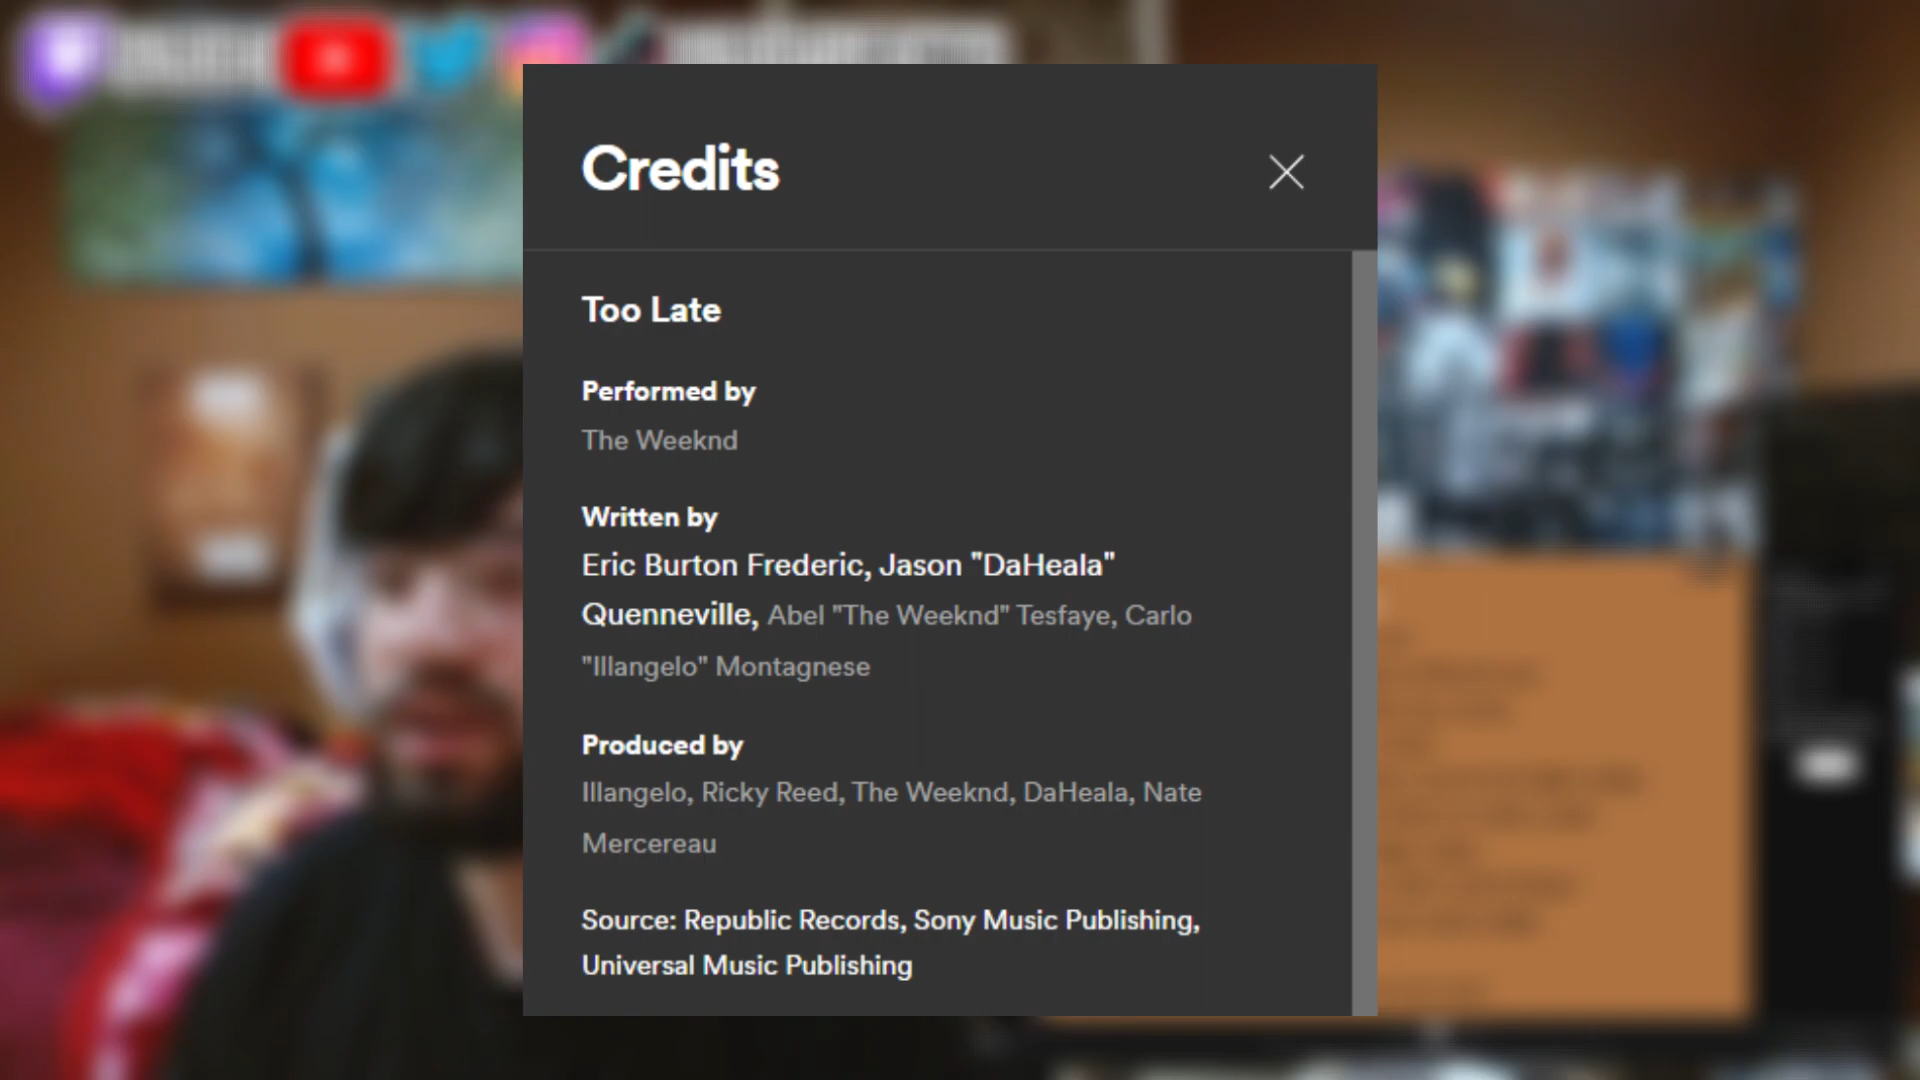 Credits
Too Late
Performed by
The Weeknd
Written by
Eric Burton Frederic, Jason "DaHeala"
Quenneville, Abel "The Weeknd" Tesfaye, Carlo
"Illangelo" Montagnese
Produced by
Illangelo, Ricky Reed, The Weeknd, DaHeala, Nate
Mercereau
Source: Republic Records, Sony Music Publishing,
Universal Music Publishing